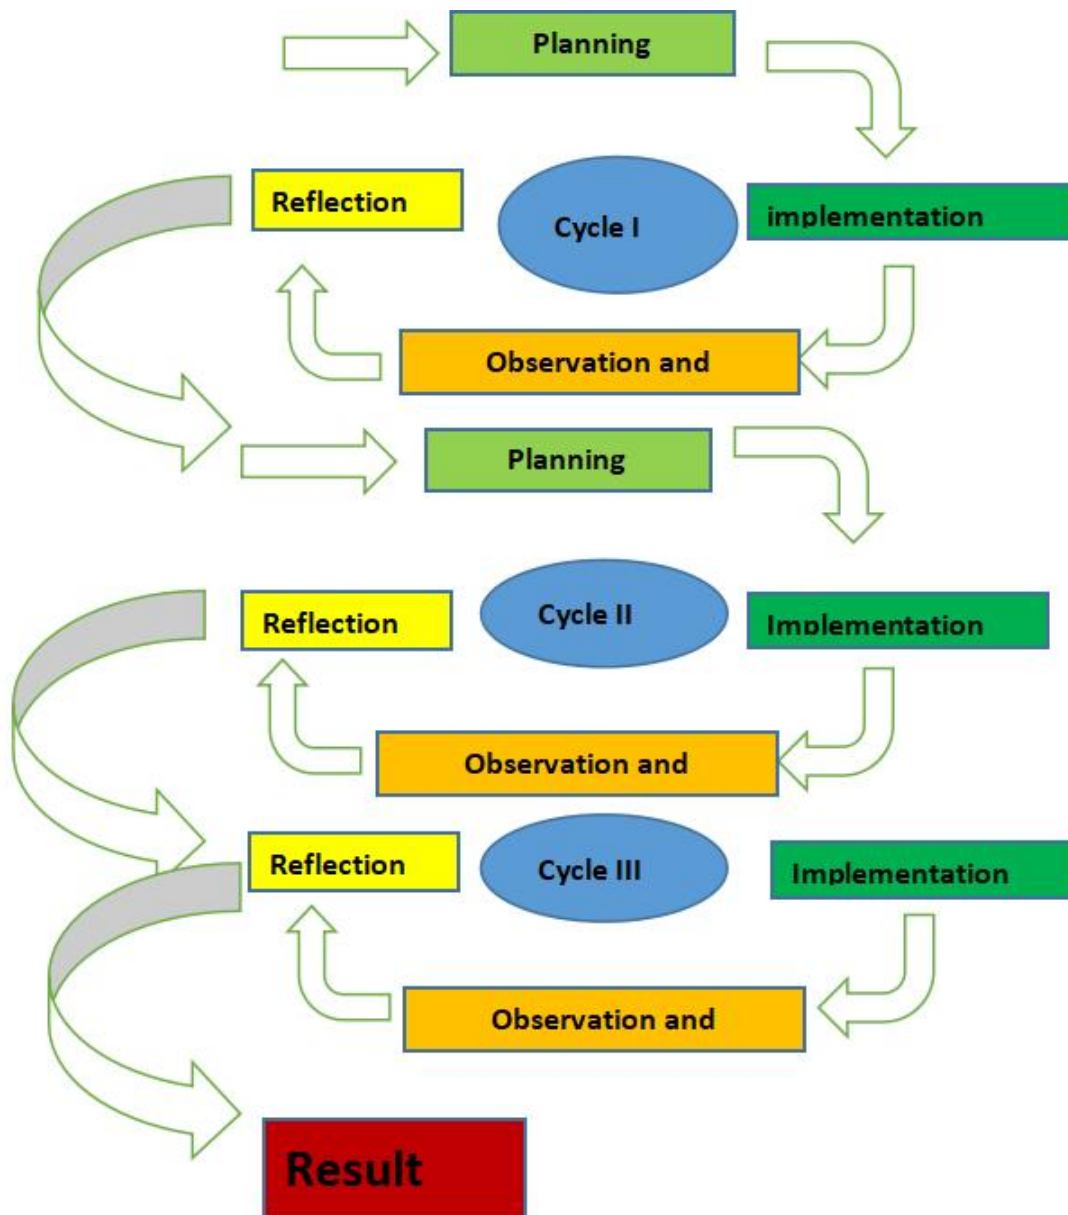 Planning
Reflection
Cycle I
implementation
Observation and
Planning
Reflection
Cycle II
Implementation
Observation and
Reflection
Cycle III
Implementation
Observation and
Result